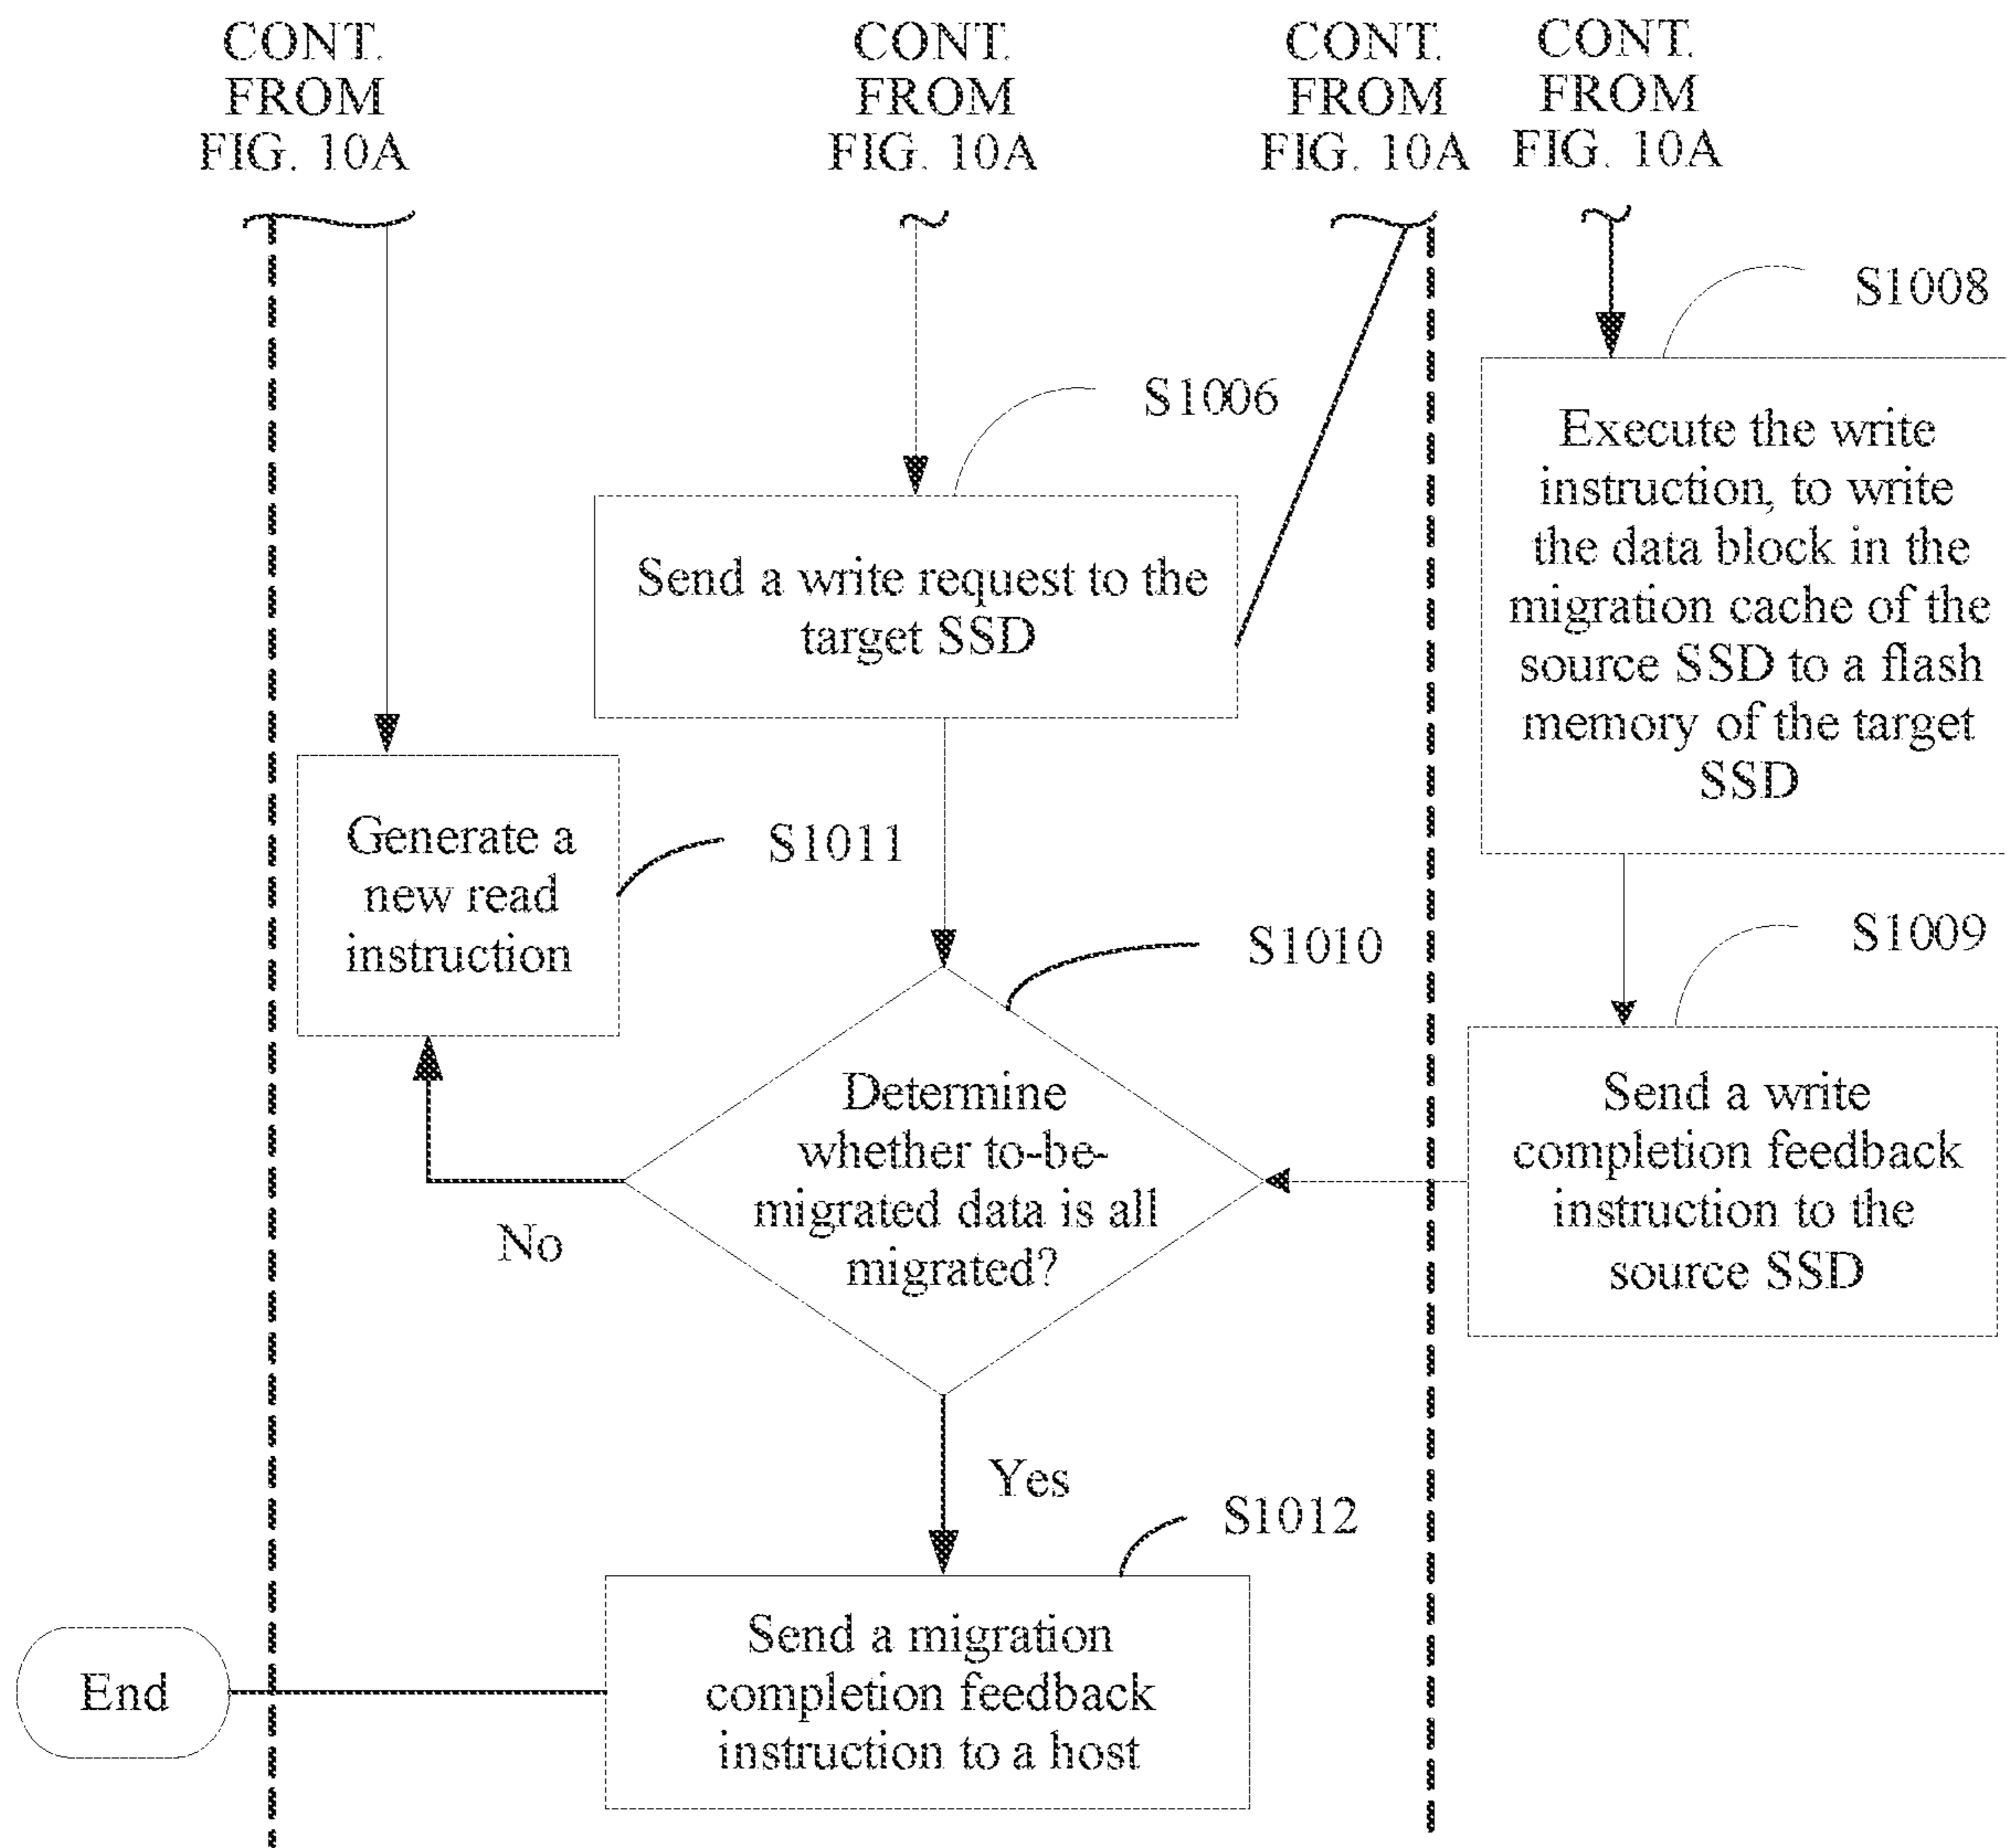 CONT.
FROM
FIG. 10A
CONT.
FROM
FIG. 10A
CONT.
FROM
FIG. 10A
CONT.
FROM
FIG. 10A
S1008
Execute the write
instruction, to write
the data block in the
migration cache of the
source SSD to a flash
memory of the target
SSD
S1006
Send a write request to the
target SSD
Generate a
new read
instruction
S1011
S1010
S1009
Determine
whether to-be-
migrated data is all
migrated?
Send a write
completion feedback
instruction to the
source SSD
No
Yes
S1012
Send a migration
completion feedback
instruction to a host
End